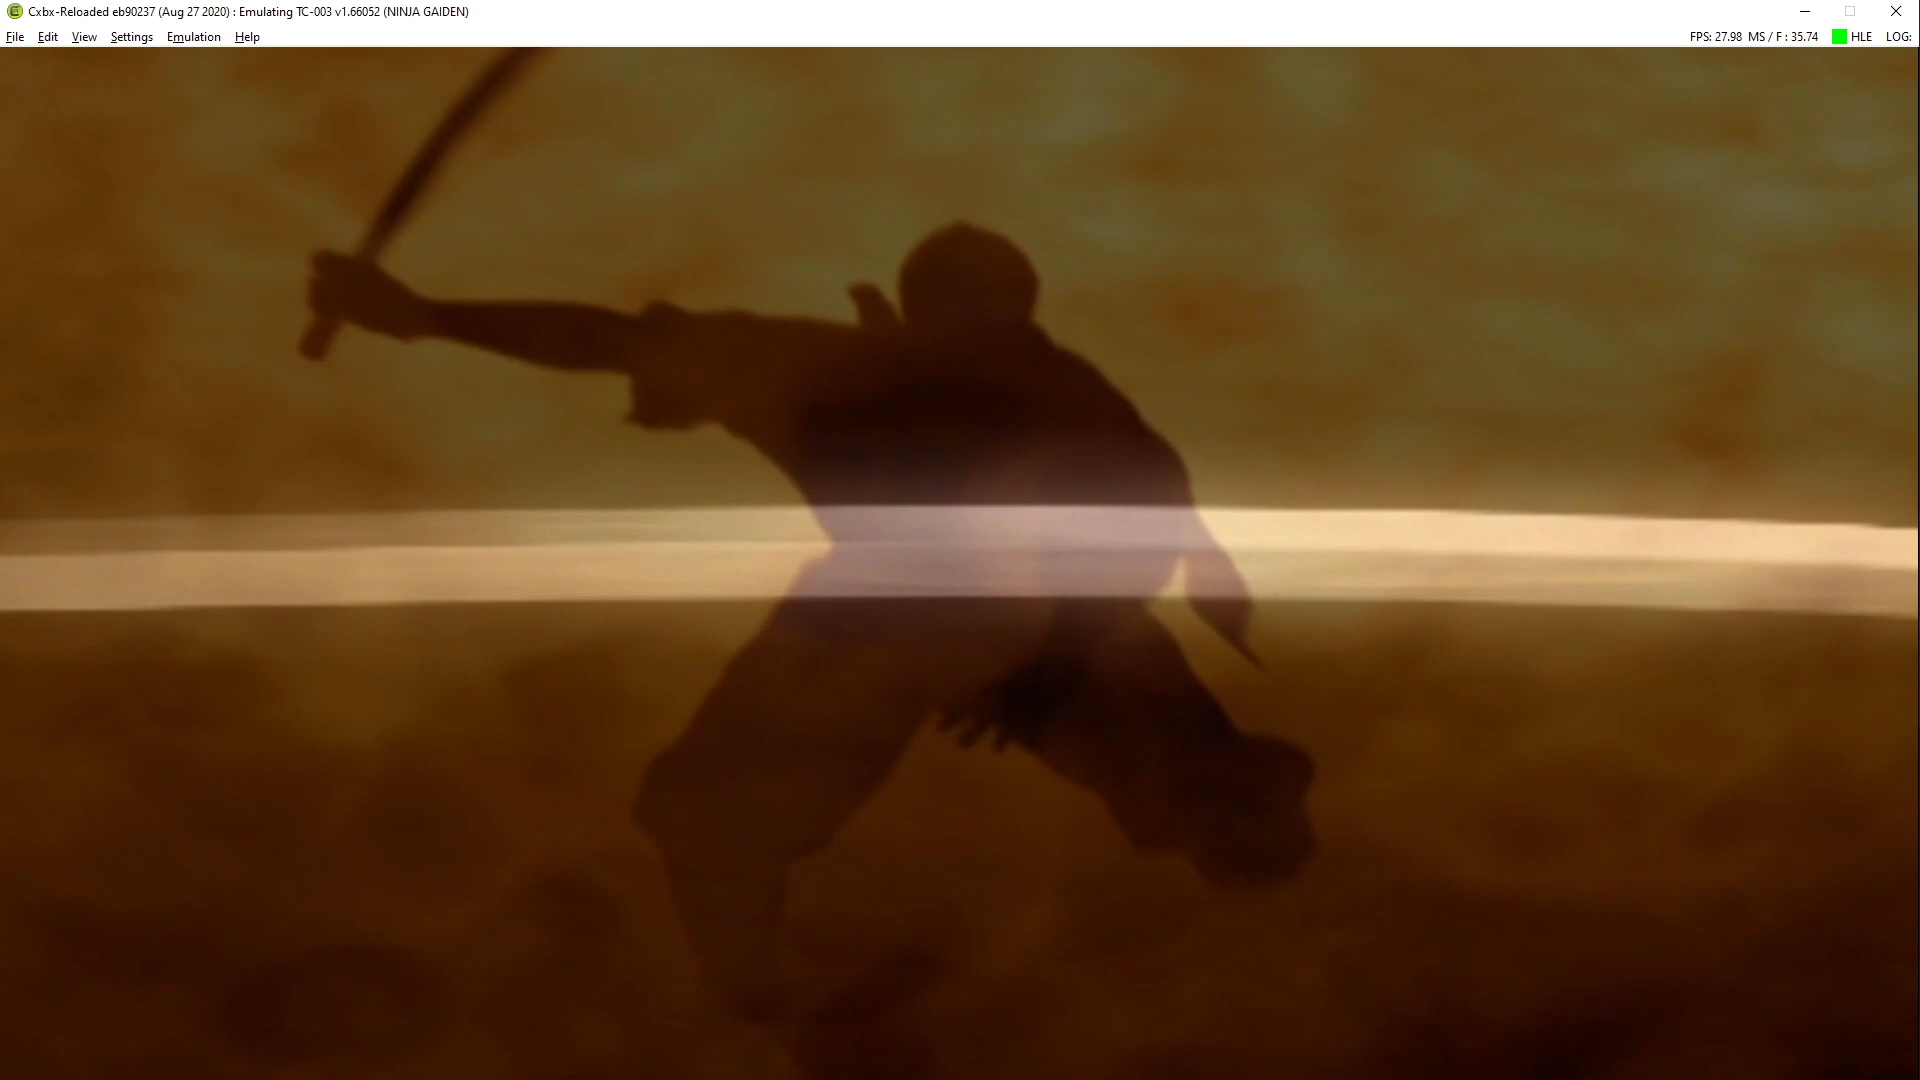 Cxbx-Reloaded eb90237 (Aug 27 2020) : Emulating TC-003 v1.66052 (NINJA GAIDEN)
File Edit View Settings Emulation Help FPS: 27.98 MS / F : 35.74 HLE LOG: